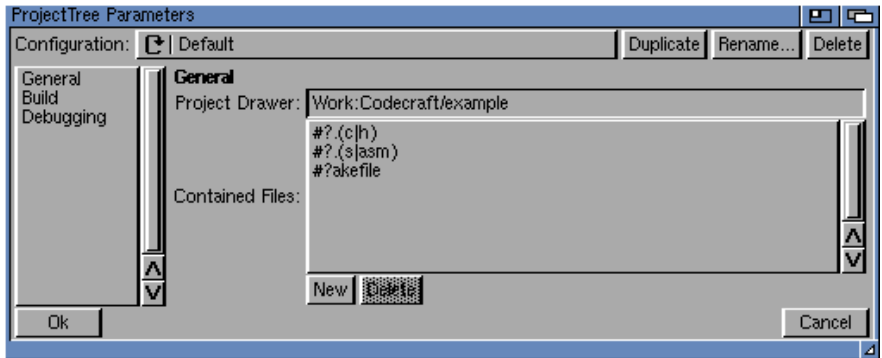 ProjectTree Parameters
Configuration: Default Duplicate Rename... Delete
General
Build
Debugging
General
Project Drawer: Work:Codecraft/example
#?.(c|h)
#?.(s|asm)
#?akefile
Contained Files:
New Delete
Ok Cancel